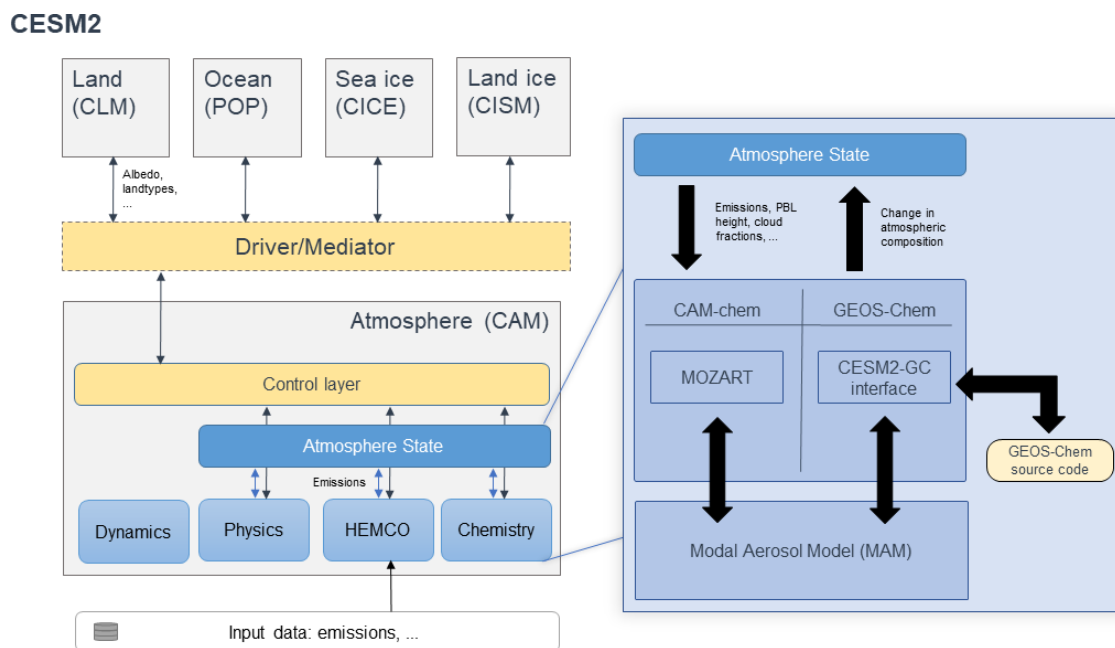 CESM2
Land
(CLM)
Ocean
(POP)
Sea ice
(CICE)
Land ice
(CISM)
Albedo,
landtypes,
...
Driver/Mediator
Atmosphere (CAM)
Control layer
Atmosphere State
Emissions
Dynamics
Physics
HEMCO
Chemistry
Input data: emissions, ...
Atmosphere State
Emissions, PBL
height, cloud
fractions, ...
Change in
atmospheric
composition
CAM-chem
GEOS-Chem
MOZART
CESM2-GC
interface
GEOS-Chem
source code
Modal Aerosol Model (MAM)